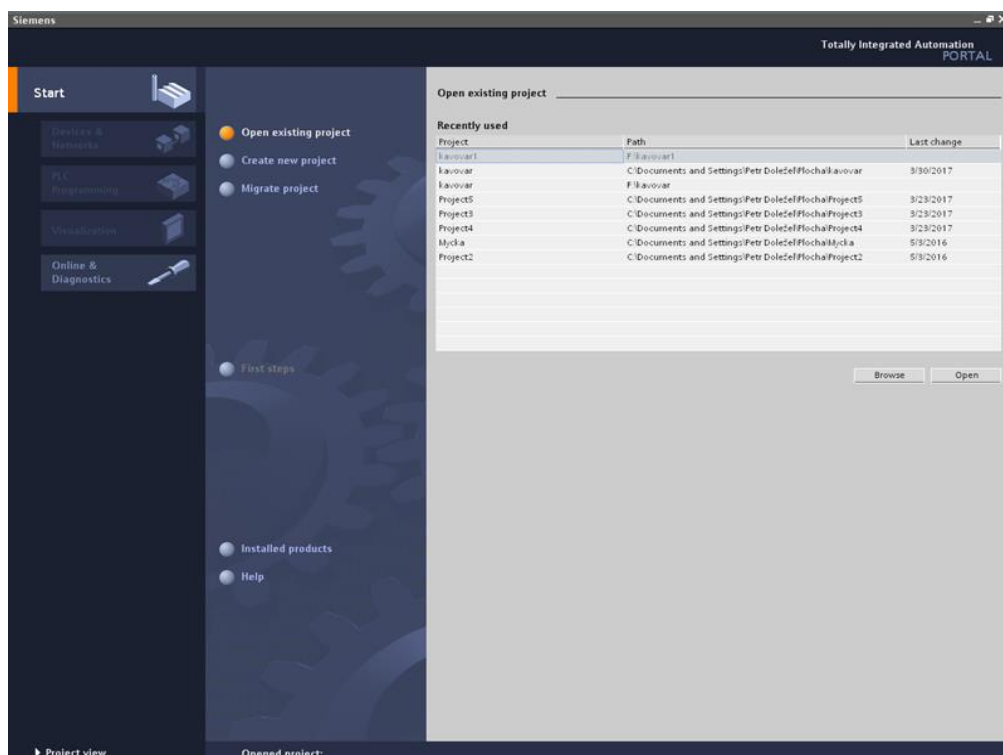 Siemens
Totally Integrated Automation
PORTAL
Start
Devices &
Networks
PLC
Programming
Visualization
Online &
Diagnostics
Open existing project
Create new project
Migrate project
First steps
Installed products
Help
Open existing project
Recently used
Project Path Last change
kavovar1 F:\kavovar1
kavovar C:\Documents and Settings\Petr Doležel\Plocha\kavovar 3/30/2017
kavovar F:\kavovar
Project5 C:\Documents and Settings\Petr Doležel\Plocha\Project5 3/23/2017
Project3 C:\Documents and Settings\Petr Doležel\Plocha\Project3 3/23/2017
Project4 C:\Documents and Settings\Petr Doležel\Plocha\Project4 3/23/2017
Mycka C:\Documents and Settings\Petr Doležel\Plocha\Mycka 5/3/2016
Project2 C:\Documents and Settings\Petr Doležel\Plocha\Project2 5/3/2016
Browse Open
Project view Opened project: